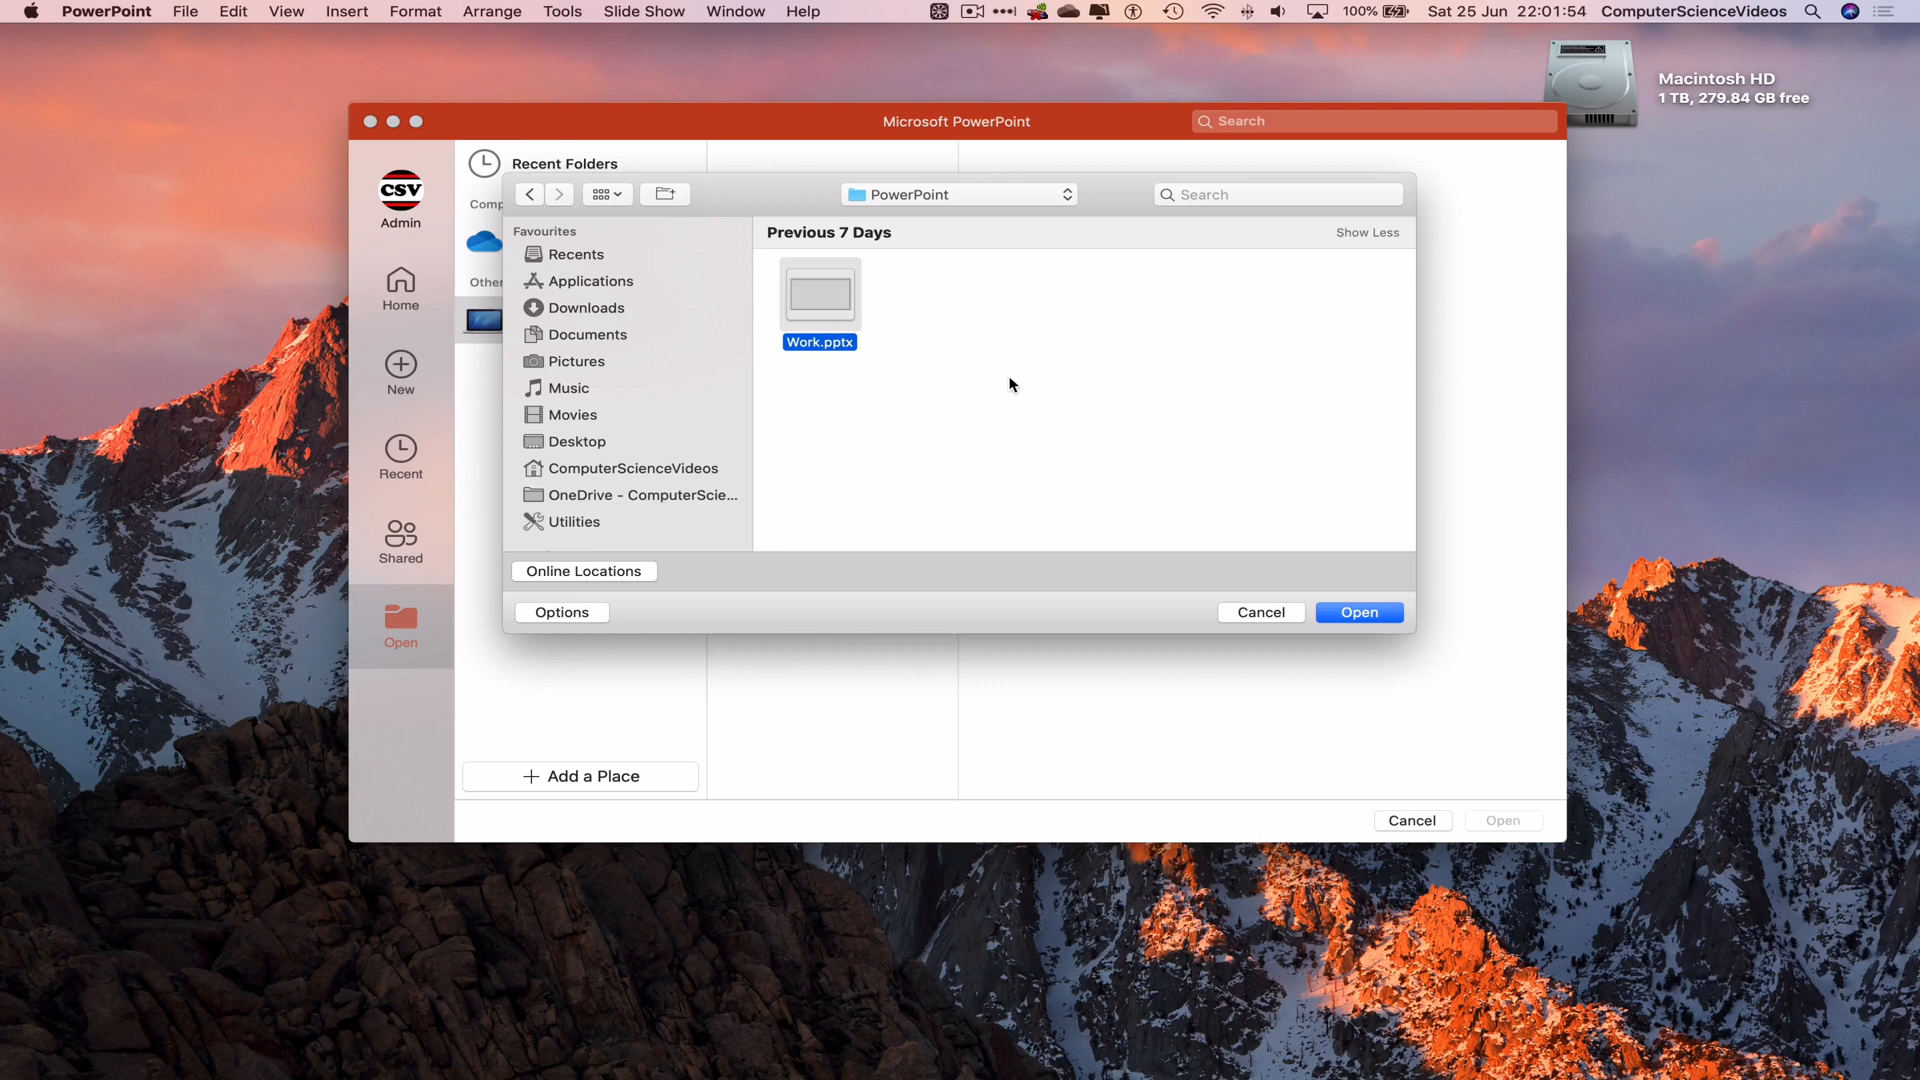 PowerPoint File Edit View Insert Format Arrange Tools Slide Show Window Help 100% Sat 25 Jun 22:01:54 ComputerScienceVideos
Macintosh HD
1 TB, 279.84 GB free
Microsoft PowerPoint
Search
CSV
Admin
Home
New
Recent
Shared
Open
Recent Folders
Comp
Other
PowerPoint
Search
Favourites
Recents
Applications
Downloads
Documents
Pictures
Music
Movies
Desktop
ComputerScienceVideos
OneDrive - ComputerScie...
Utilities
Previous 7 Days
Show Less
Work.pptx
Online Locations
Options
Cancel
Open
+ Add a Place
Cancel
Open